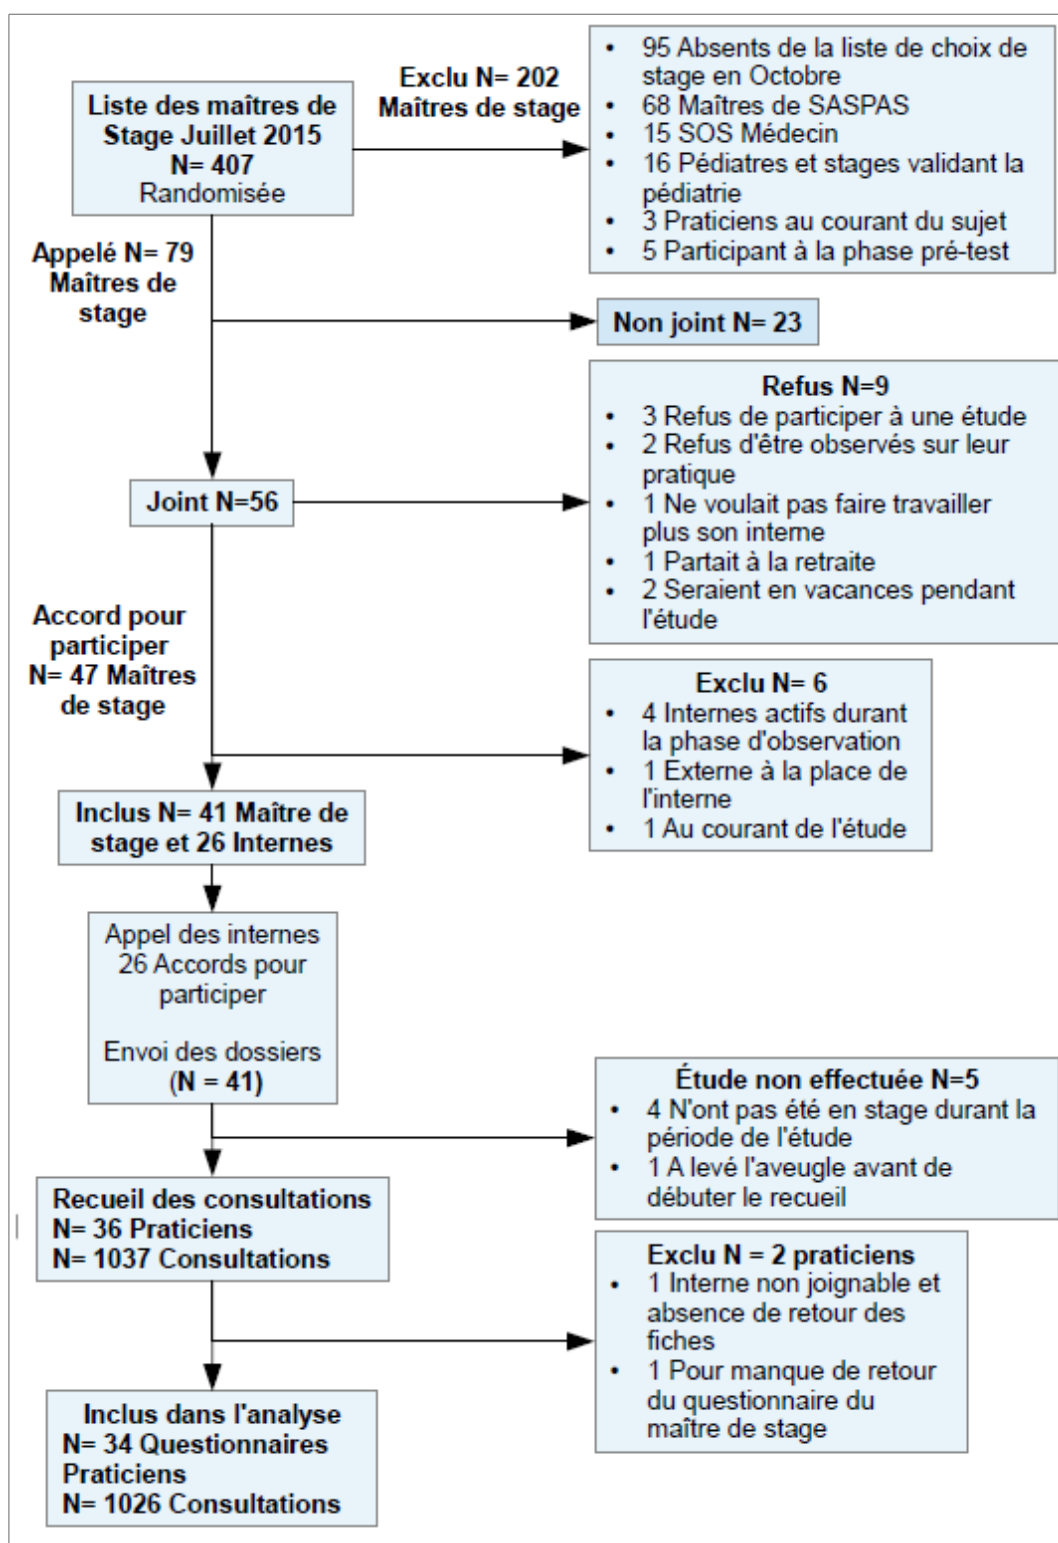 Liste des maîtres de
Stage Juillet 2015
N= 407
Randomisée
Exclu N= 202
Maîtres de stage
• 95 Absents de la liste de choix de
stage en Octobre
• 68 Maîtres de SASPAS
• 15 SOS Médecin
• 16 Pédiatres et stages validant la
pédiatrie
• 3 Praticiens au courant du sujet
• 5 Participant à la phase pré-test
Appelé N= 79
Maîtres de
stage
Non joint N= 23
Joint N=56
Refus N=9
• 3 Refus de participer à une étude
• 2 Refus d'être observés sur leur
pratique
• 1 Ne voulait pas faire travailler
plus son interne
• 1 Partait à la retraite
• 2 Seraient en vacances pendant
l'étude
Accord pour
participer
N= 47 Maîtres
de stage
Exclu N= 6
• 4 Internes actifs durant
la phase d'observation
• 1 Externe à la place de
l'interne
• 1 Au courant de l'étude
Inclus N= 41 Maître de
stage et 26 Internes
Appel des internes
26 Accords pour
participer
Envoi des dossiers
(N = 41)
Étude non effectuée N=5
• 4 N'ont pas été en stage durant la
période de l'étude
• 1 A levé l'aveugle avant de
débuter le recueil
Recueil des consultations
N= 36 Praticiens
N= 1037 Consultations
Exclu N = 2 praticiens
• 1 Interne non joignable et
absence de retour des
fiches
• 1 Pour manque de retour
du questionnaire du
maître de stage
Inclus dans l'analyse
N= 34 Questionnaires
Praticiens
N= 1026 Consultations